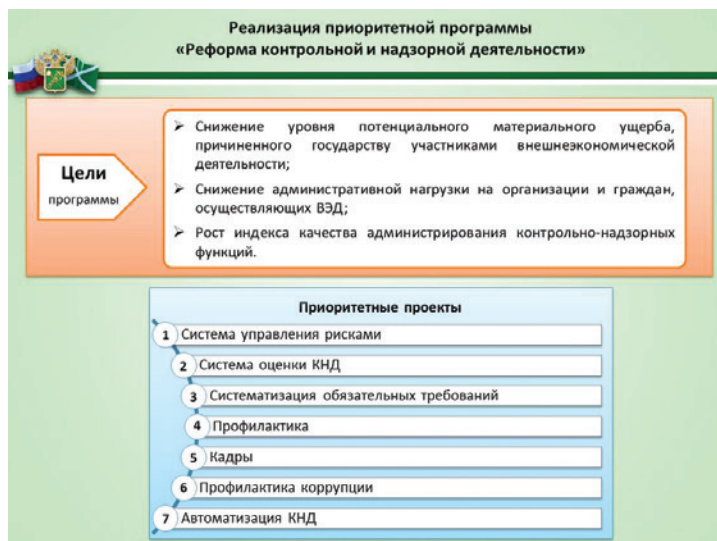 Реализация приоритетной программы
«Реформа контрольной и надзорной деятельности»
Цели
программы
➢ Снижение уровня потенциального материального ущерба,
причиненного государству участниками внешнеэкономической
деятельности;
➢ Снижение административной нагрузки на организации и граждан,
осуществляющих ВЭД;
➢ Рост индекса качества администрирования контрольно-надзорных
функций.
Приоритетные проекты
1 Система управления рисками
2 Система оценки КНД
3 Систематизация обязательных требований
4 Профилактика
5 Кадры
6 Профилактика коррупции
7 Автоматизация КНД